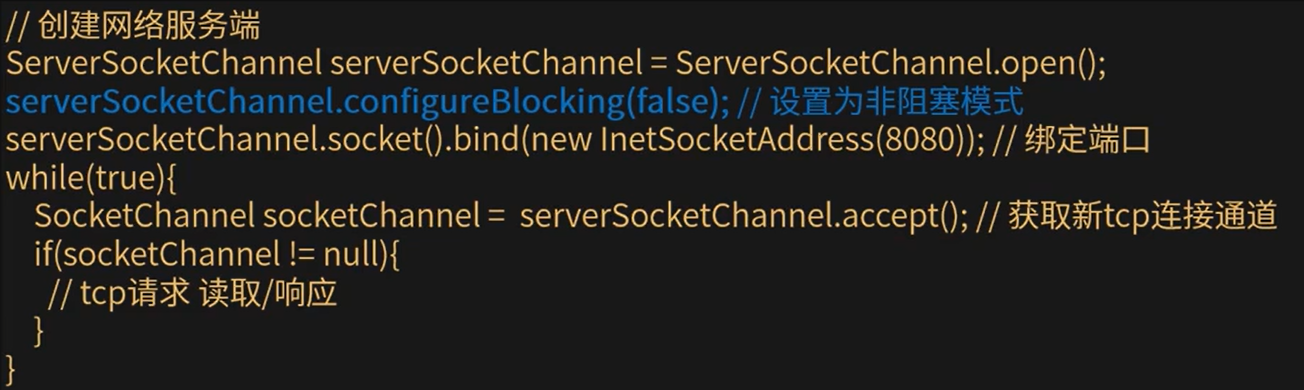 // 创建网络服务端
ServerSocketChannel serverSocketChannel = ServerSocketChannel.open();
serverSocketChannel.configureBlocking(false); // 设置为非阻塞模式
serverSocketChannel.socket().bind(new InetSocketAddress(8080)); // 绑定端口
while(true){
    SocketChannel socketChannel =  serverSocketChannel.accept(); // 获取新tcp连接通道
    if(socketChannel != null){
      // tcp请求 读取/响应
    }
}